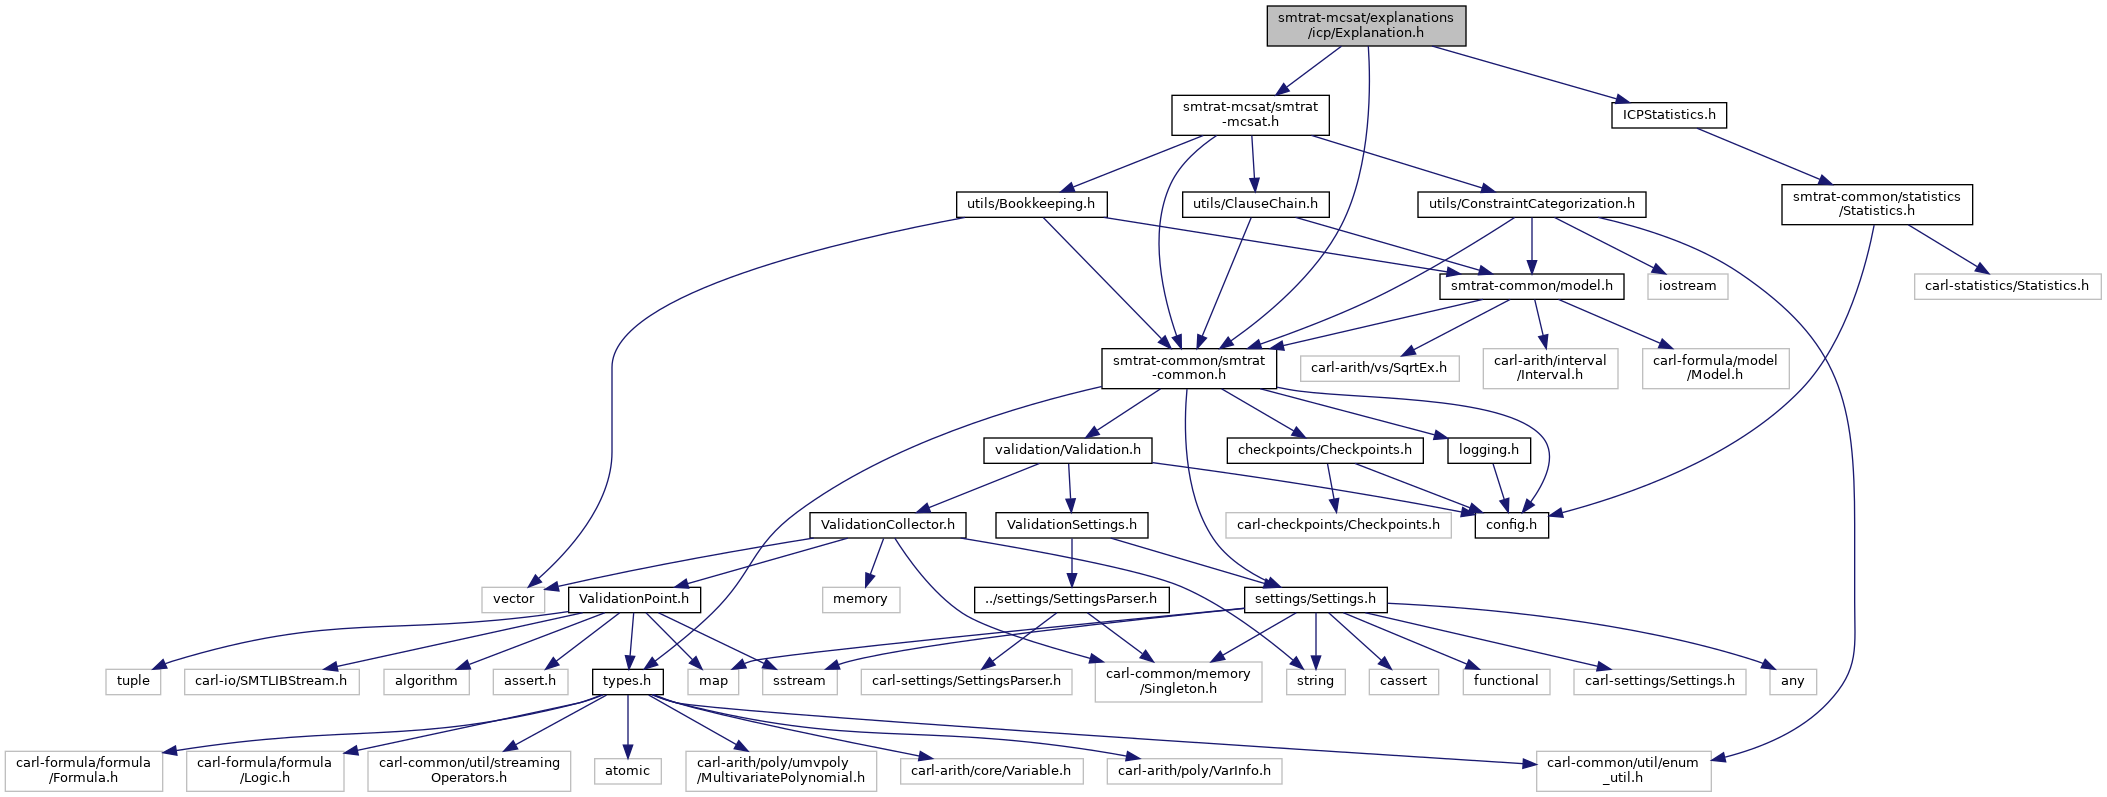 smtrat-mcsat/explanations
/icp/Explanation.h
smtrat-mcsat/smtrat
-mcsat.h
ICPStatistics.h
utils/Bookkeeping.h
utils/ClauseChain.h
utils/ConstraintCategorization.h
smtrat-common/statistics
/Statistics.h
smtrat-common/model.h
iostream
carl-statistics/Statistics.h
smtrat-common/smtrat
-common.h
carl-arith/vs/SqrtEx.h
carl-arith/interval
/Interval.h
carl-formula/model
/Model.h
validation/Validation.h
checkpoints/Checkpoints.h
logging.h
ValidationCollector.h
ValidationSettings.h
carl-checkpoints/Checkpoints.h
config.h
vector
ValidationPoint.h
memory
../settings/SettingsParser.h
settings/Settings.h
tuple
carl-io/SMTLIBStream.h
algorithm
assert.h
types.h
map
sstream
carl-settings/SettingsParser.h
carl-common/memory
/Singleton.h
string
cassert
functional
carl-settings/Settings.h
any
carl-formula/formula
/Formula.h
carl-formula/formula
/Logic.h
carl-common/util/streaming
Operators.h
atomic
carl-arith/poly/umvpoly
/MultivariatePolynomial.h
carl-arith/core/Variable.h
carl-arith/poly/VarInfo.h
carl-common/util/enum
_util.h